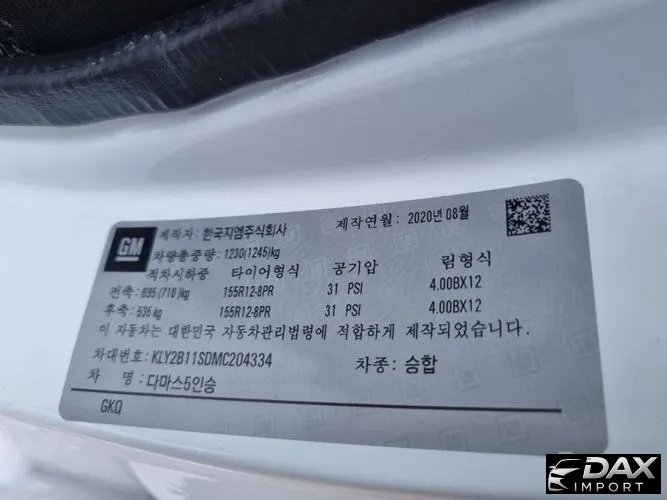 GM
제작자: 한국지엠주식회사 제작연월: 2020년 08월
차량총중량: 1230(1245)kg
적차시하중 타이어형식 공기압 림형식
전축: 695(710)kg 155R12-8PR 31 PSI 4.00BX12
후축: 535 kg 155R12-8PR 31 PSI 4.00BX12
이 자동차는 대한민국 자동차관리법령에 적합하게 제작되었습니다.
차대번호: KLY2B11SDMC204334 차종: 승합
차 명: 다마스5인승
GKQ
DAX
IMPORT